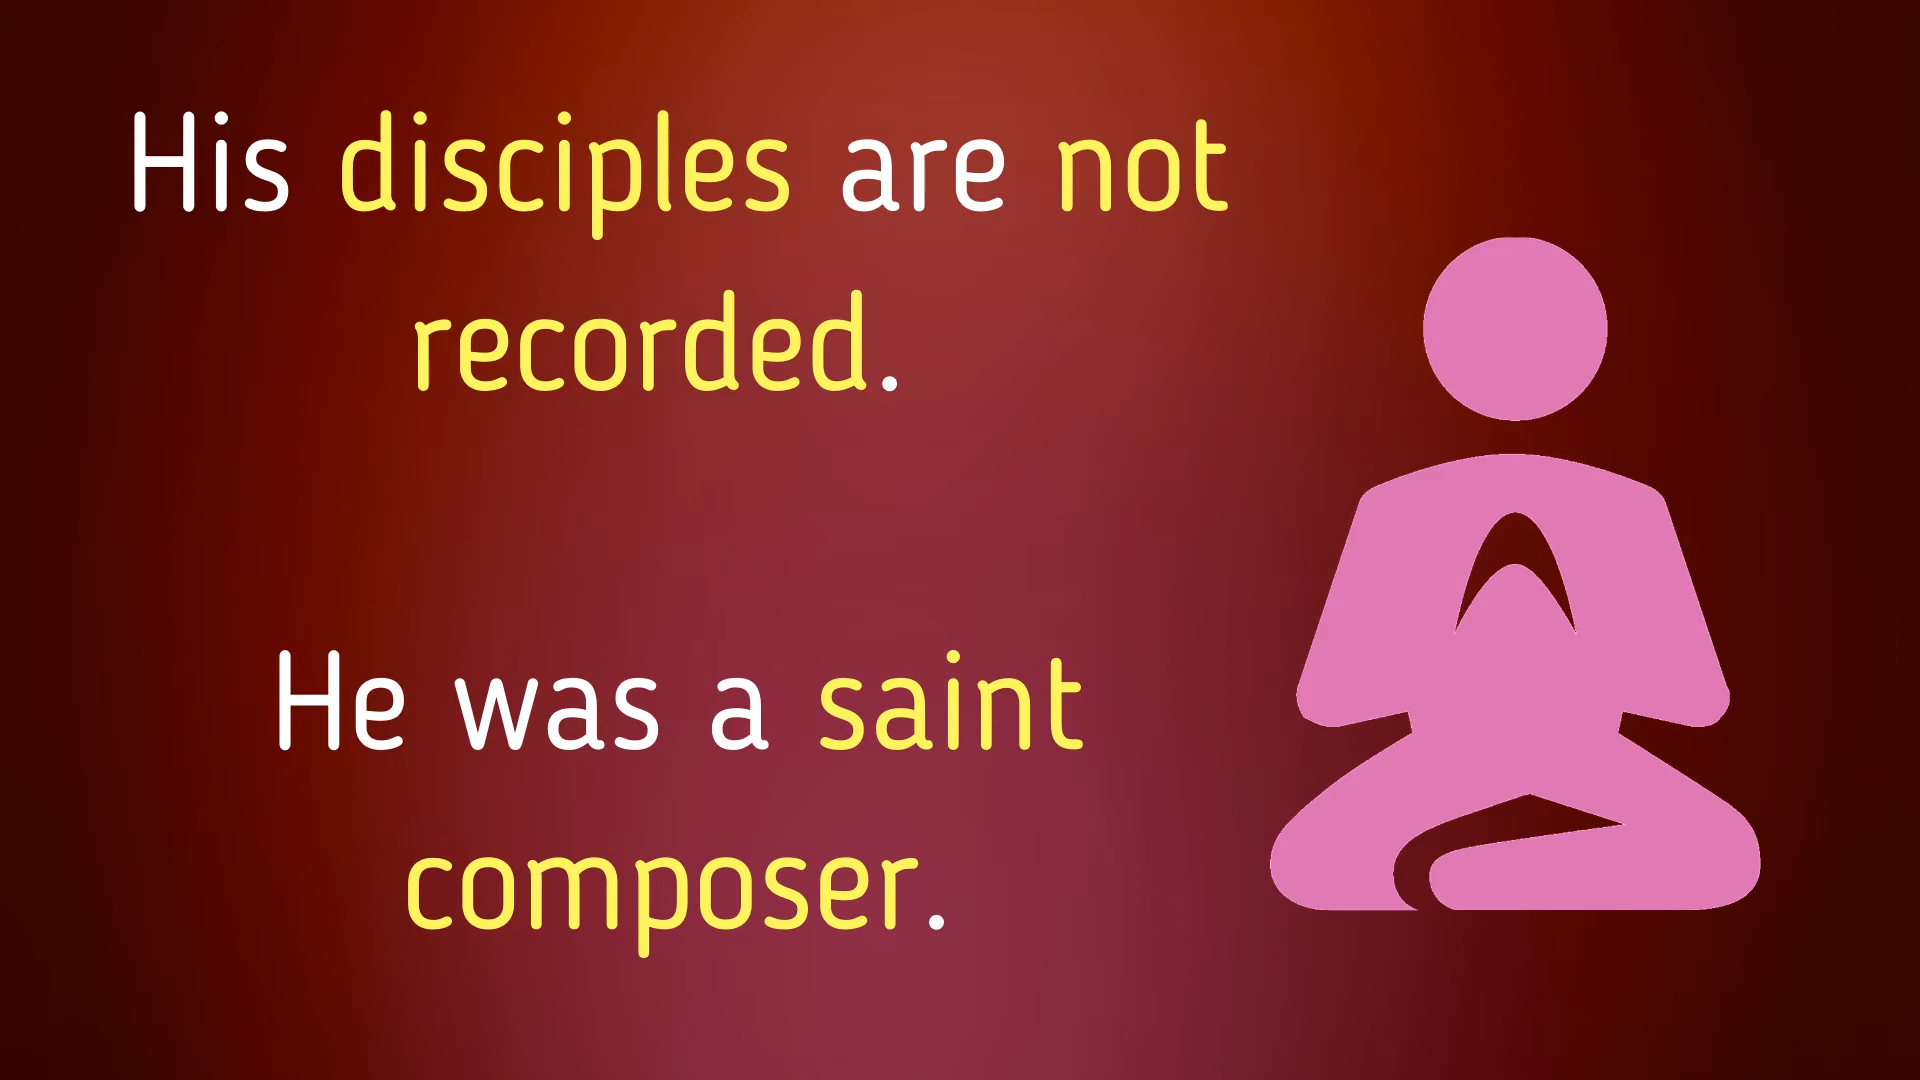 His disciples are not
recorded.
He was a saint
composer.